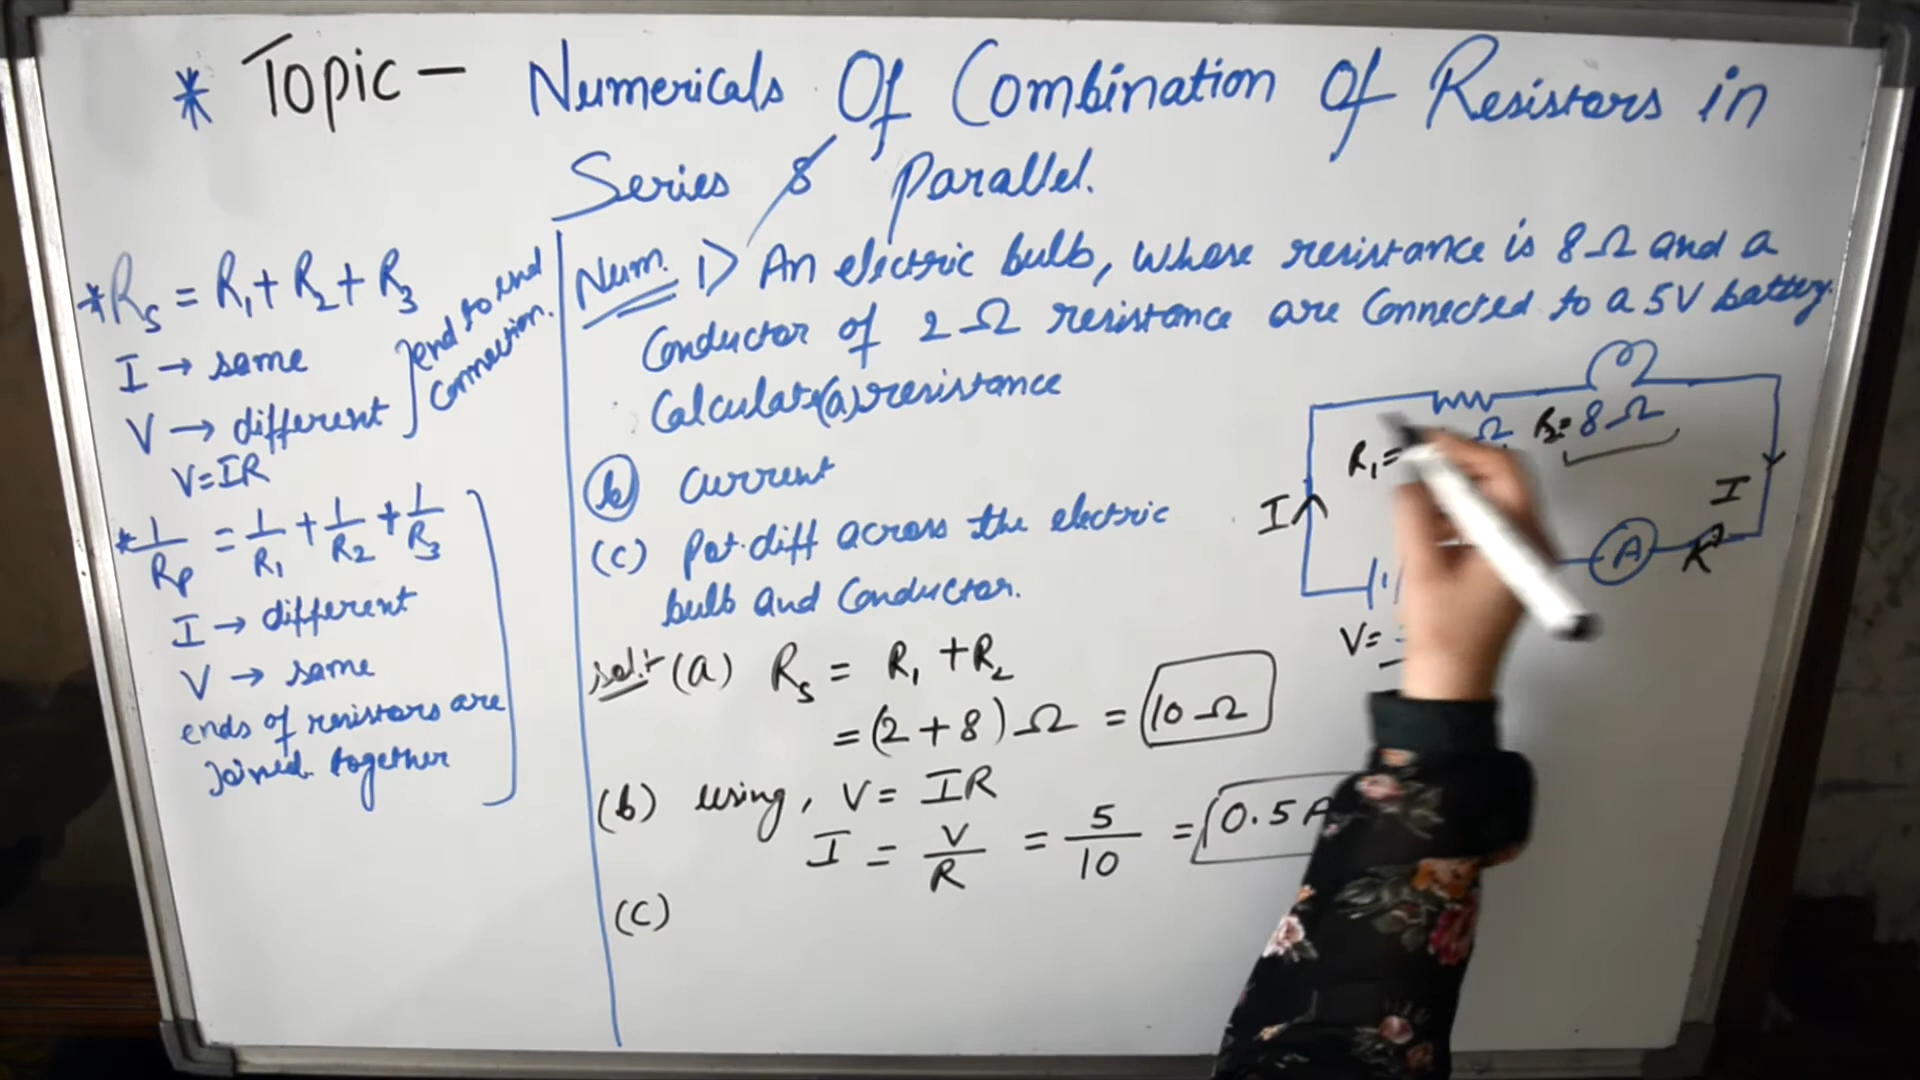 * Topic - Numericals Of Combination Of Resistors in
Series & Parallel.
* Rs = R1 + R2 + R3
I → same
V → different
end to end
connection.
V = IR
* 1/Rp = 1/R1 + 1/R2 + 1/R3
I → different
V → same
ends of resistors are
Joined together
Num. 1) An electric bulb, whose resistance is 8Ω and a
Conductor of 2Ω resistance are Connected to a 5V battery.
Calculate (a) resistance
(b) Current
(c) Pot. diff across the electric
bulb and Conductor.
R1 =
Ω
R2 = 8Ω
I
I
A
K
V =
sol:- (a) Rs = R1 + R2
= (2 + 8) Ω = 10 Ω
(b) using, V = IR
I = V/R = 5/10 = 0.5 A
(C)